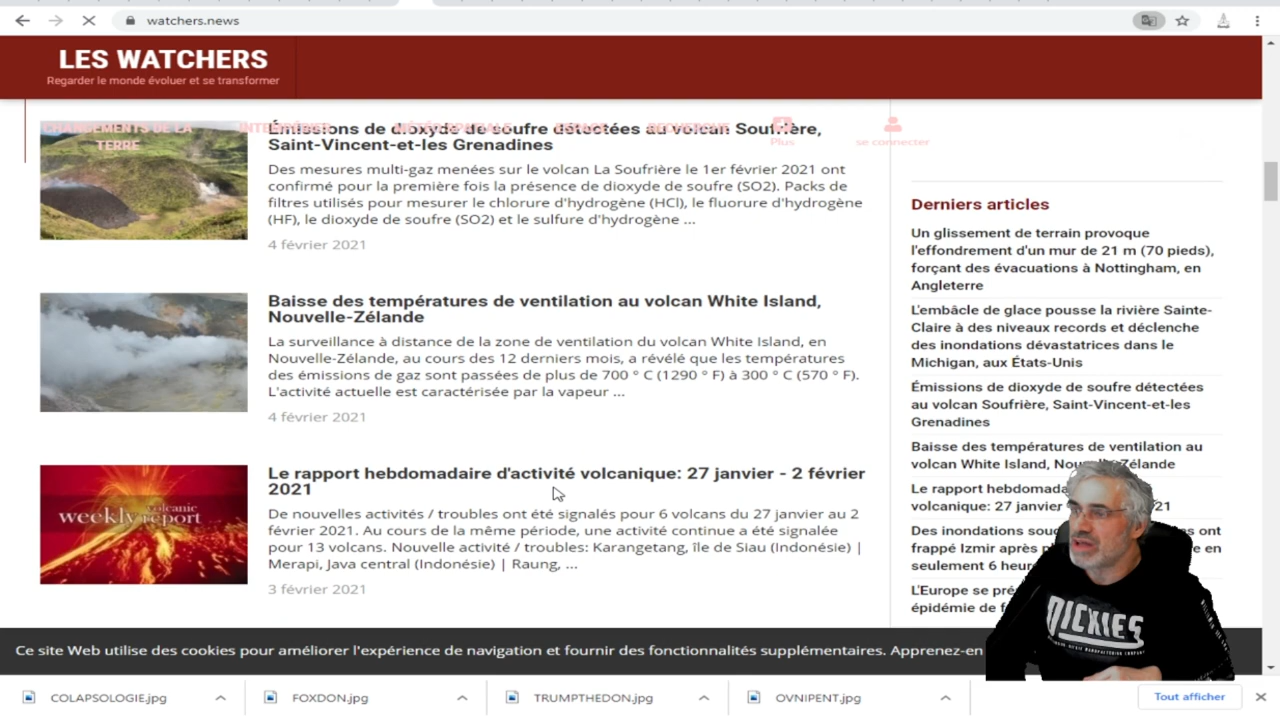 watchers.news
LES WATCHERS
Regarder le monde évoluer et se transformer
CHANGEMENTS DE LA
TERRE
MÉTÉO SPATIALE
ESPACE
RECHERCHE
Plus
se connecter
Émissions de dioxyde de soufre détectées au volcan Soufrière,
Saint-Vincent-et-les Grenadines
Des mesures multi-gaz menées sur le volcan La Soufrière le 1er février 2021 ont
confirmé pour la première fois la présence de dioxyde de soufre (SO2). Packs de
filtres utilisés pour mesurer le chlorure d'hydrogène (HCl), le fluorure d'hydrogène
(HF), le dioxyde de soufre (SO2) et le sulfure d'hydrogène ...
4 février 2021
Baisse des températures de ventilation au volcan White Island,
Nouvelle-Zélande
La surveillance à distance de la zone de ventilation du volcan White Island, en
Nouvelle-Zélande, au cours des 12 derniers mois, a révélé que les températures
des émissions de gaz sont passées de plus de 700 ° C (1290 ° F) à 300 ° C (570 ° F).
L'activité actuelle est caractérisée par la vapeur ...
4 février 2021
volcanic
weekly report
Le rapport hebdomadaire d'activité volcanique: 27 janvier - 2 février
2021
De nouvelles activités / troubles ont été signalés pour 6 volcans du 27 janvier au 2
février 2021. Au cours de la même période, une activité continue a été signalée
pour 13 volcans. Nouvelle activité / troubles: Karangetang, île de Siau (Indonésie) |
Merapi, Java central (Indonésie) | Raung, ...
3 février 2021
Derniers articles
Un glissement de terrain provoque
l'effondrement d'un mur de 21 m (70 pieds),
forçant des évacuations à Nottingham, en
Angleterre
L'embâcle de glace pousse la rivière Sainte-
Claire à des niveaux records et déclenche
des inondations dévastatrices dans le
Michigan, aux États-Unis
Émissions de dioxyde de soufre détectées
au volcan Soufrière, Saint-Vincent-et-les
Grenadines
Baisse des températures de ventilation au
volcan White Island, Zélande
Le rapport
volcanique: 27 janvier 21
Des inondations ont
frappé Izmir après en
seulement 6
L'Europe se
épidémie de
DICKIES
Ce site Web utilise des cookies pour améliorer l'expérience de navigation et fournir des fonctionnalités supplémentaires. Apprenez-en
COLAPSOLOGIE.jpg
FOXDON.jpg
TRUMPTHEDON.jpg
OVNIPENT.jpg
Tout afficher